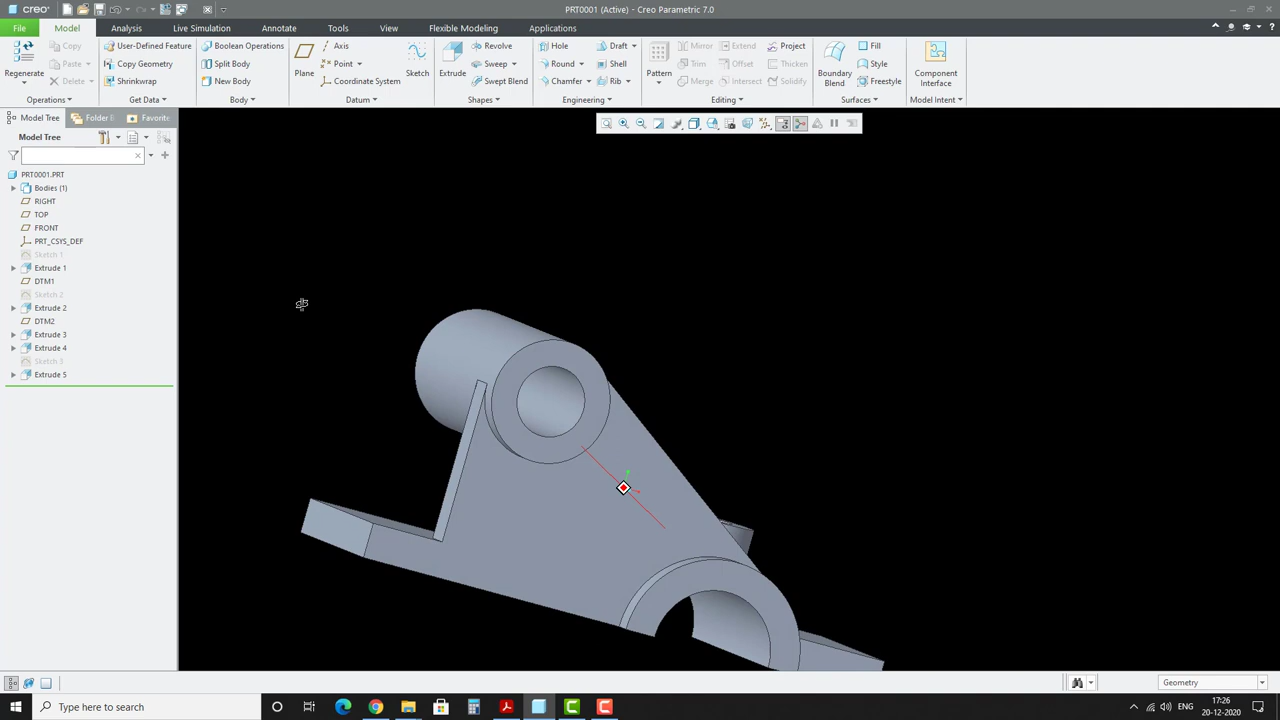 creo
PRT0001 (Active) - Creo Parametric 7.0
File Model Analysis Live Simulation Annotate Tools View Flexible Modeling Applications
Copy User-Defined Feature Boolean Operations Axis Revolve Hole Draft Mirror Extend Project Fill
Paste Copy Geometry Split Body Point Sweep Round Shell Trim Offset Thicken Style
Regenerate Delete Shrinkwrap New Body Plane Coordinate System Sketch Extrude Swept Blend Chamfer Rib Pattern Merge Intersect Solidify Boundary Blend Freestyle Component Interface
Operations Get Data Body Datum Shapes Engineering Editing Surfaces Model Intent
Model Tree Folder B Favorite
Model Tree
PRT0001.PRT
Bodies (1)
RIGHT
TOP
FRONT
PRT_CSYS_DEF
Sketch 1
Extrude 1
DTM1
Sketch 2
Extrude 2
DTM2
Extrude 3
Extrude 4
Sketch 3
Extrude 5
Geometry
Type here to search
ENG
17:26
20-12-2020